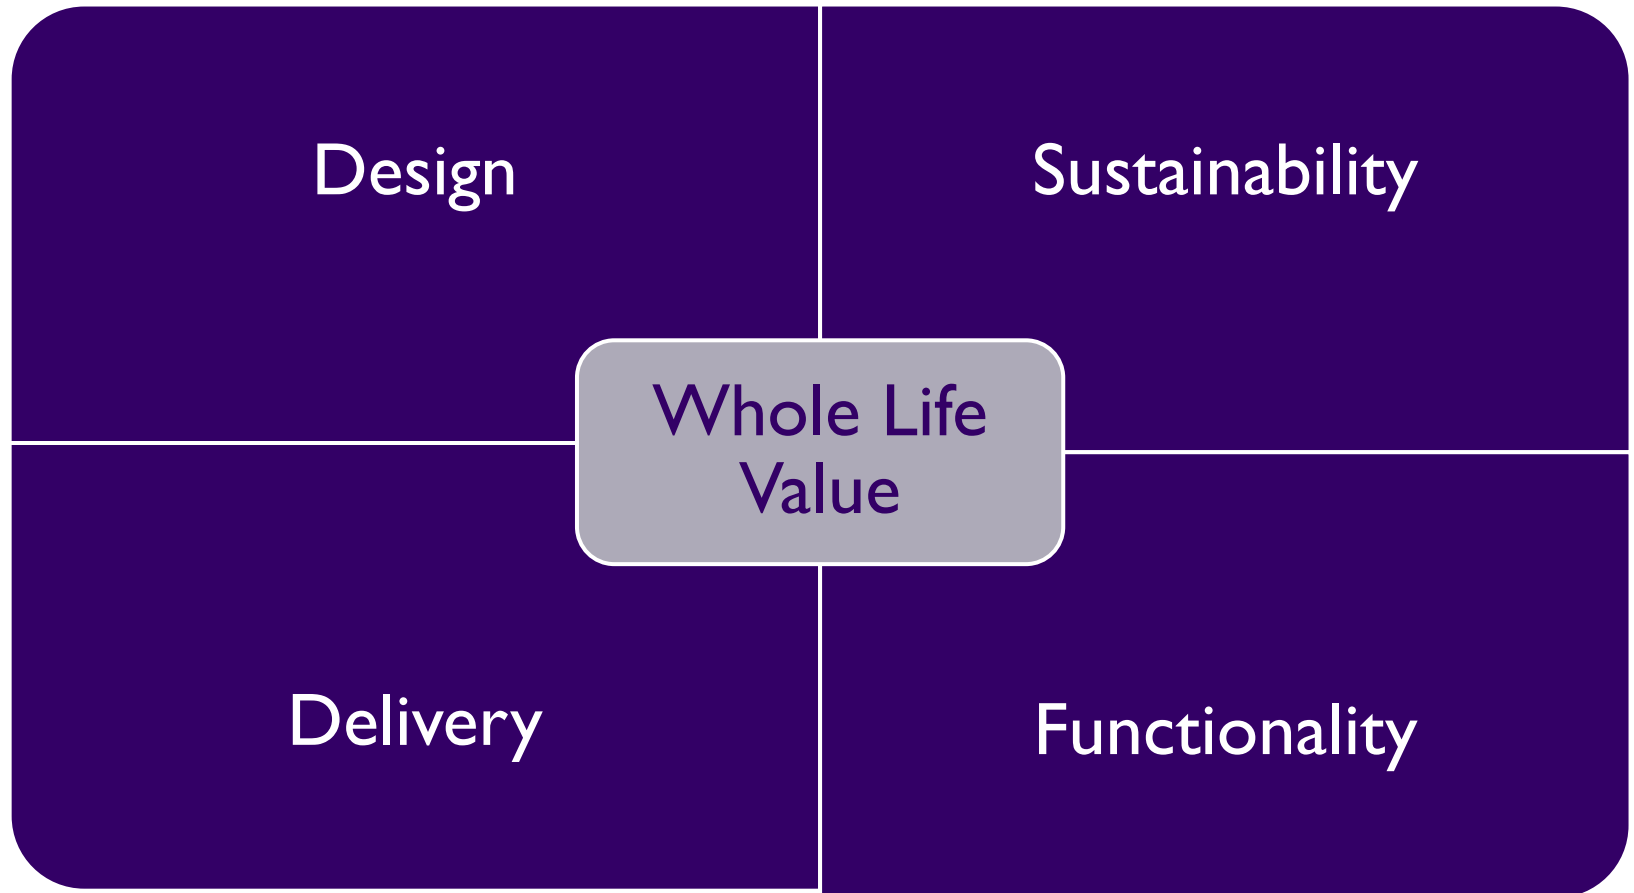 Design
Sustainability
Whole Life
Value
Delivery
Functionality